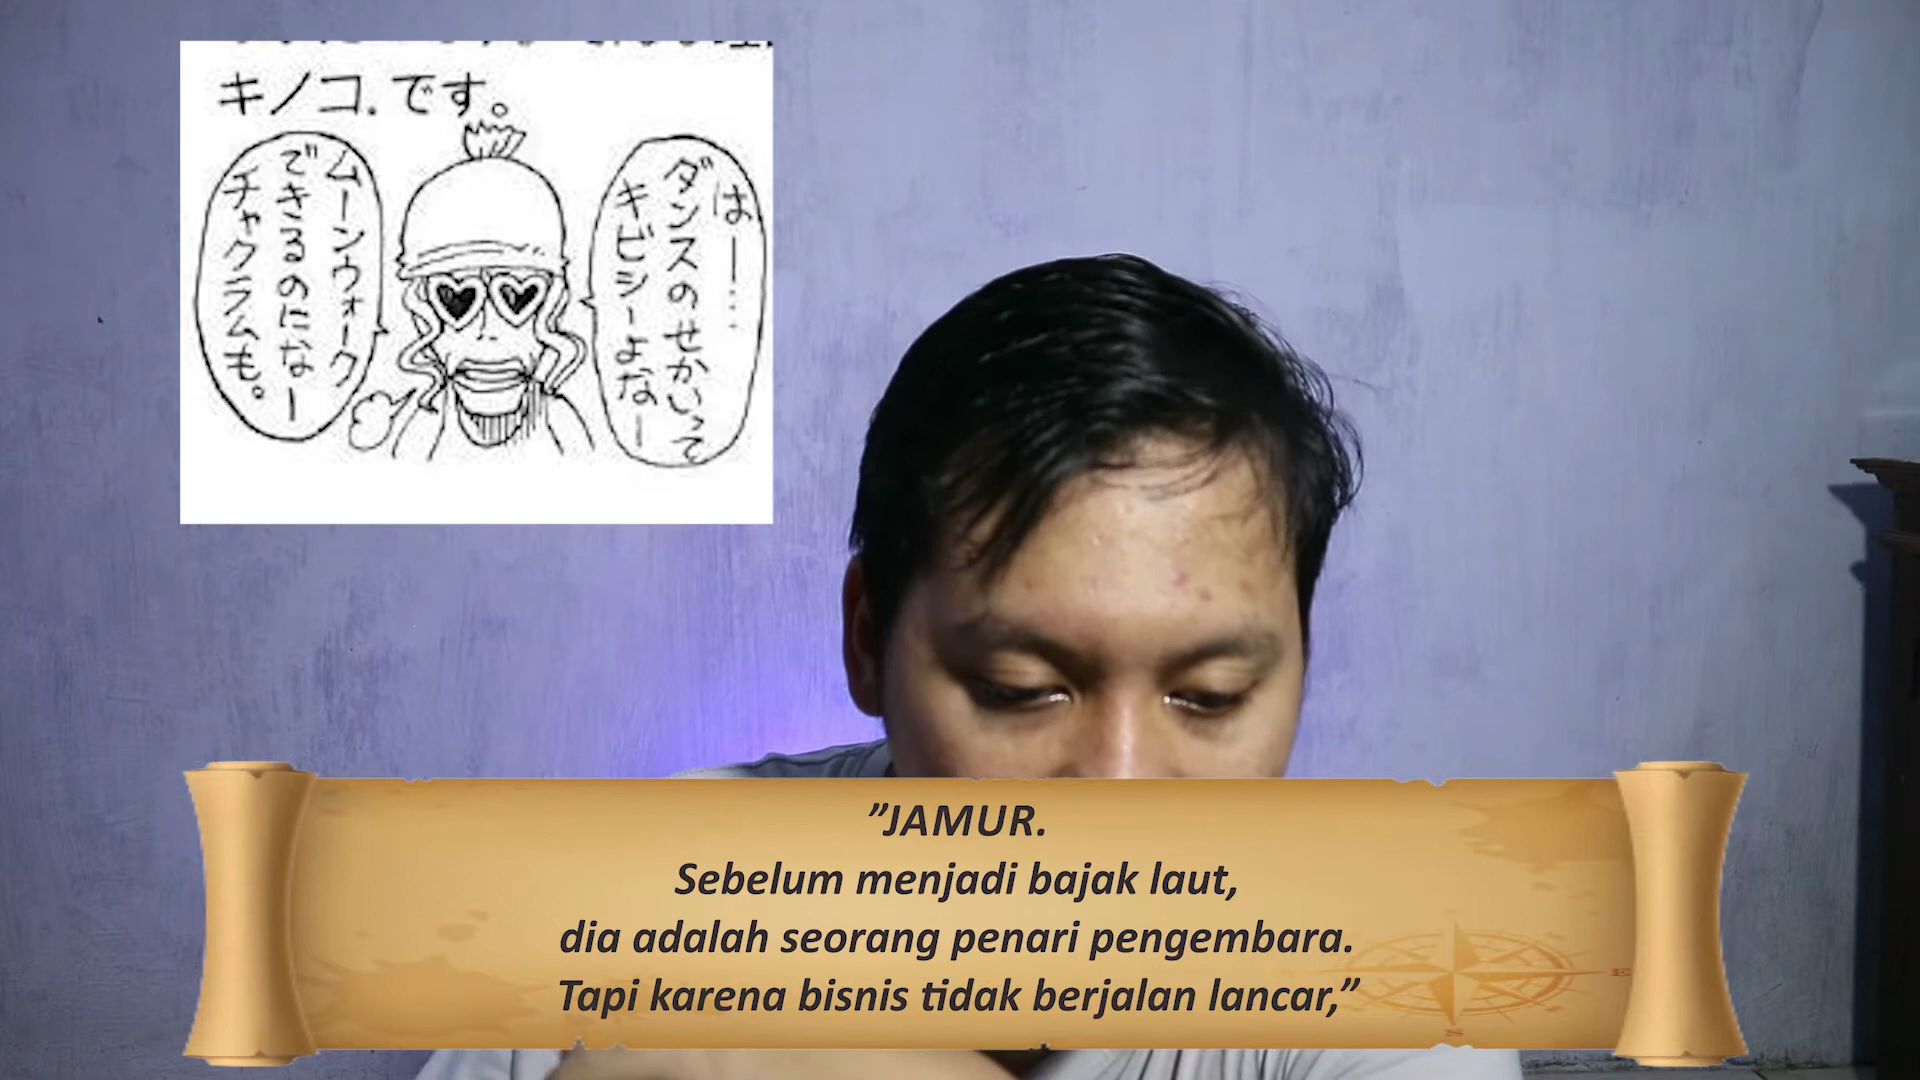 キノコ.です。
はー…
ダンスのせかいって
キビシーよなー
ムーンウォーク
できるのになー
チャクラムも。
”JAMUR.
Sebelum menjadi bajak laut,
dia adalah seorang penari pengembara.
Tapi karena bisnis tidak berjalan lancar,”
E
S